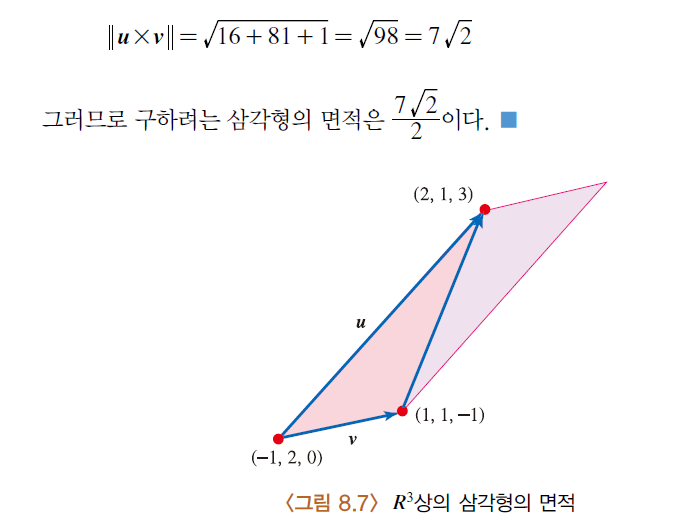 ‖u×v‖=√16+81+1=√98=7√2
그러므로 구하려는 삼각형의 면적은 7√2/2이다. ■
(2, 1, 3)
u
(1, 1, −1)
v
(−1, 2, 0)
〈그림 8.7〉 R³상의 삼각형의 면적